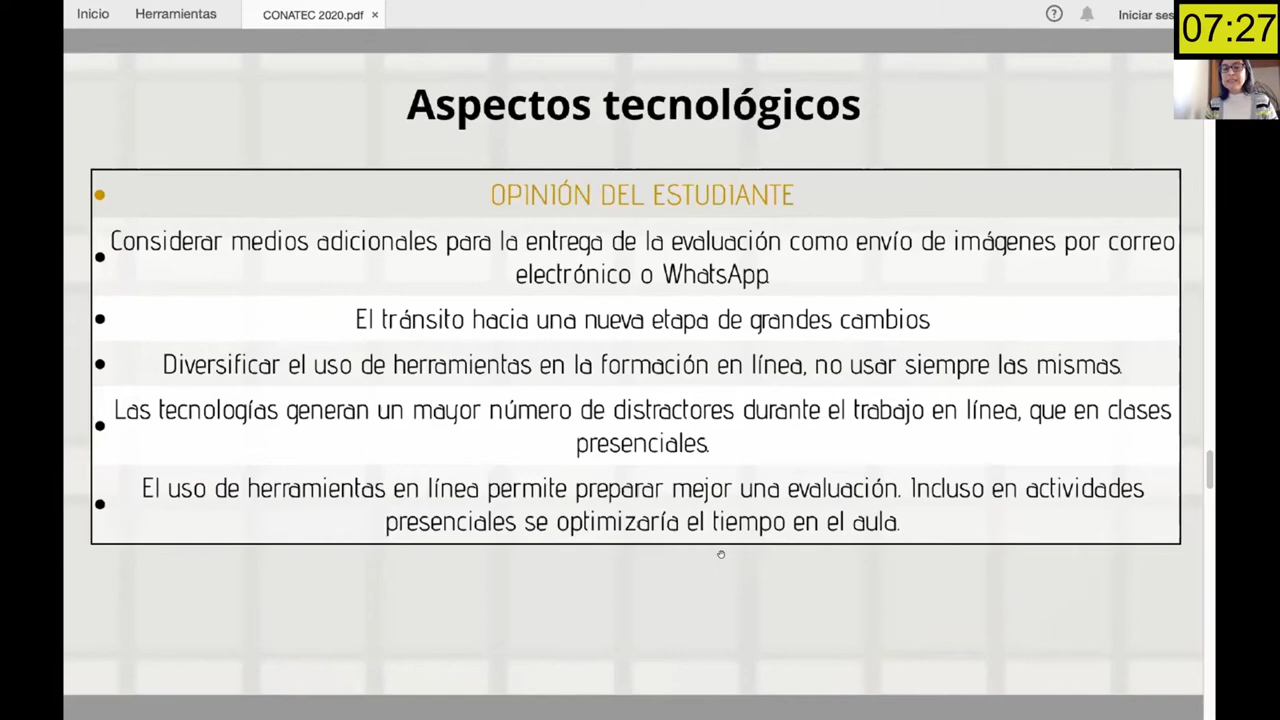 Inicio
Herramientas
CONATEC 2020.pdf
×
?
Iniciar ses
07:27
Aspectos tecnológicos
• OPINIÓN DEL ESTUDIANTE
• Considerar medios adicionales para la entrega de la evaluación como envío de imágenes por correo
electrónico o WhatsApp.
• El tránsito hacia una nueva etapa de grandes cambios
• Diversificar el uso de herramientas en la formación en línea, no usar siempre las mismas.
• Las tecnologías generan un mayor número de distractores durante el trabajo en línea, que en clases
presenciales.
• El uso de herramientas en línea permite preparar mejor una evaluación. Incluso en actividades
presenciales se optimizaría el tiempo en el aula.